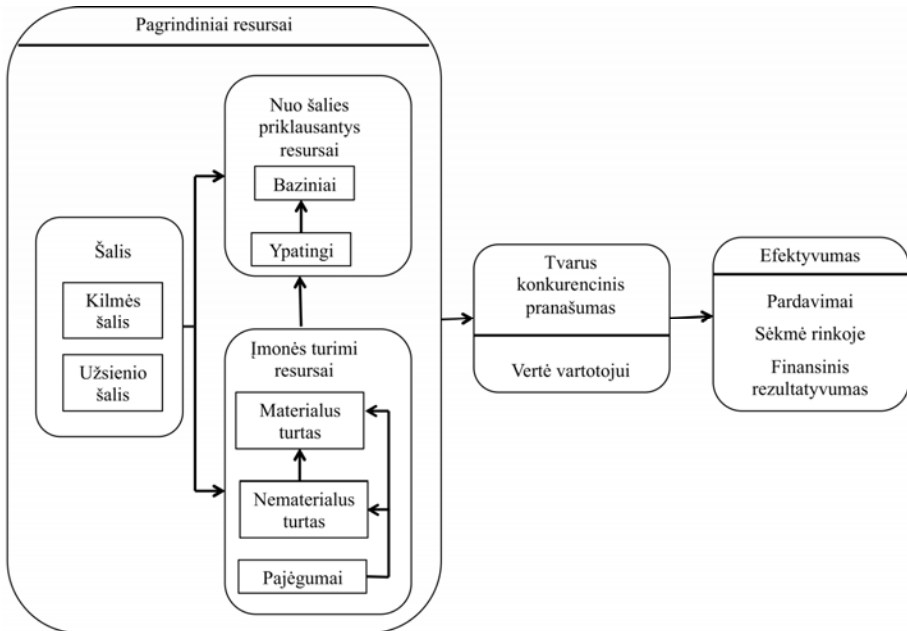 Pagrindiniai resursai
Šalis
Kilmės
šalis
Užsienio
šalis
Nuo šalies
priklausantys
resursai
Baziniai
Ypatingi
Įmonės turimi
resursai
Materialus
turtas
Nematerialus
turtas
Pajėgumai
Tvarus
konkurencinis
pranašumas
Vertė vartotojui
Efektyvumas
Pardavimai
Sėkmė rinkoje
Finansinis
rezultatyvumas